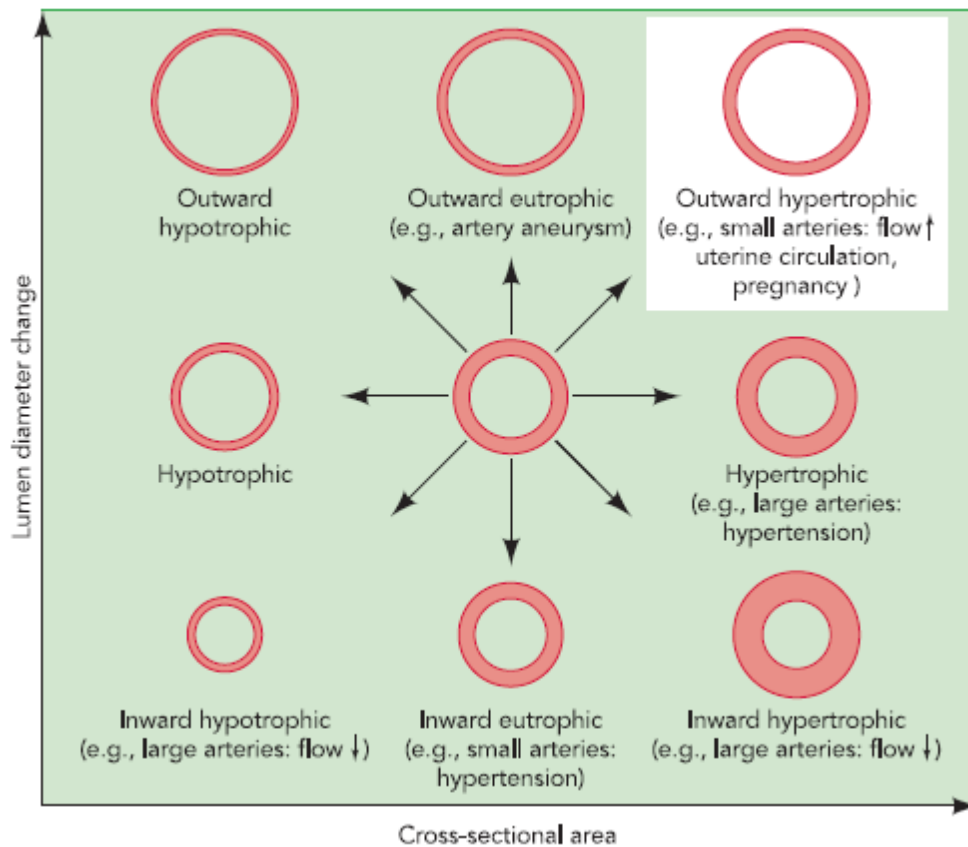 Outward
hypotrophic
Outward eutrophic
(e.g., artery aneurysm)
Outward hypertrophic
(e.g., small arteries: flow↑
uterine circulation,
pregnancy )
Lumen diameter change
Hypotrophic
Hypertrophic
(e.g., large arteries:
hypertension)
Inward hypotrophic
(e.g., large arteries: flow ↓)
Inward eutrophic
(e.g., small arteries:
hypertension)
Inward hypertrophic
(e.g., large arteries: flow ↓)
Cross-sectional area